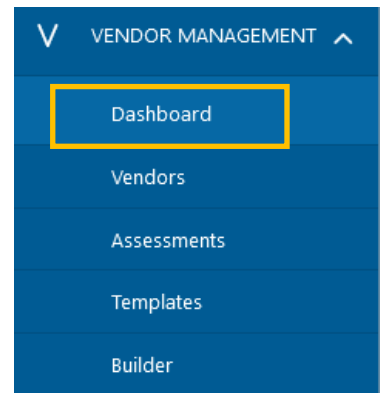 V VENDOR MANAGEMENT
Dashboard
Vendors
Assessments
Templates
Builder